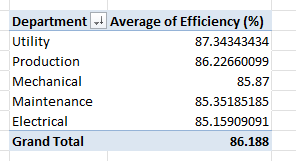 Department Average of Efficiency (%)
Utility 87.34343434
Production 86.22660099
Mechanical 85.87
Maintenance 85.35185185
Electrical 85.15909091
Grand Total 86.188